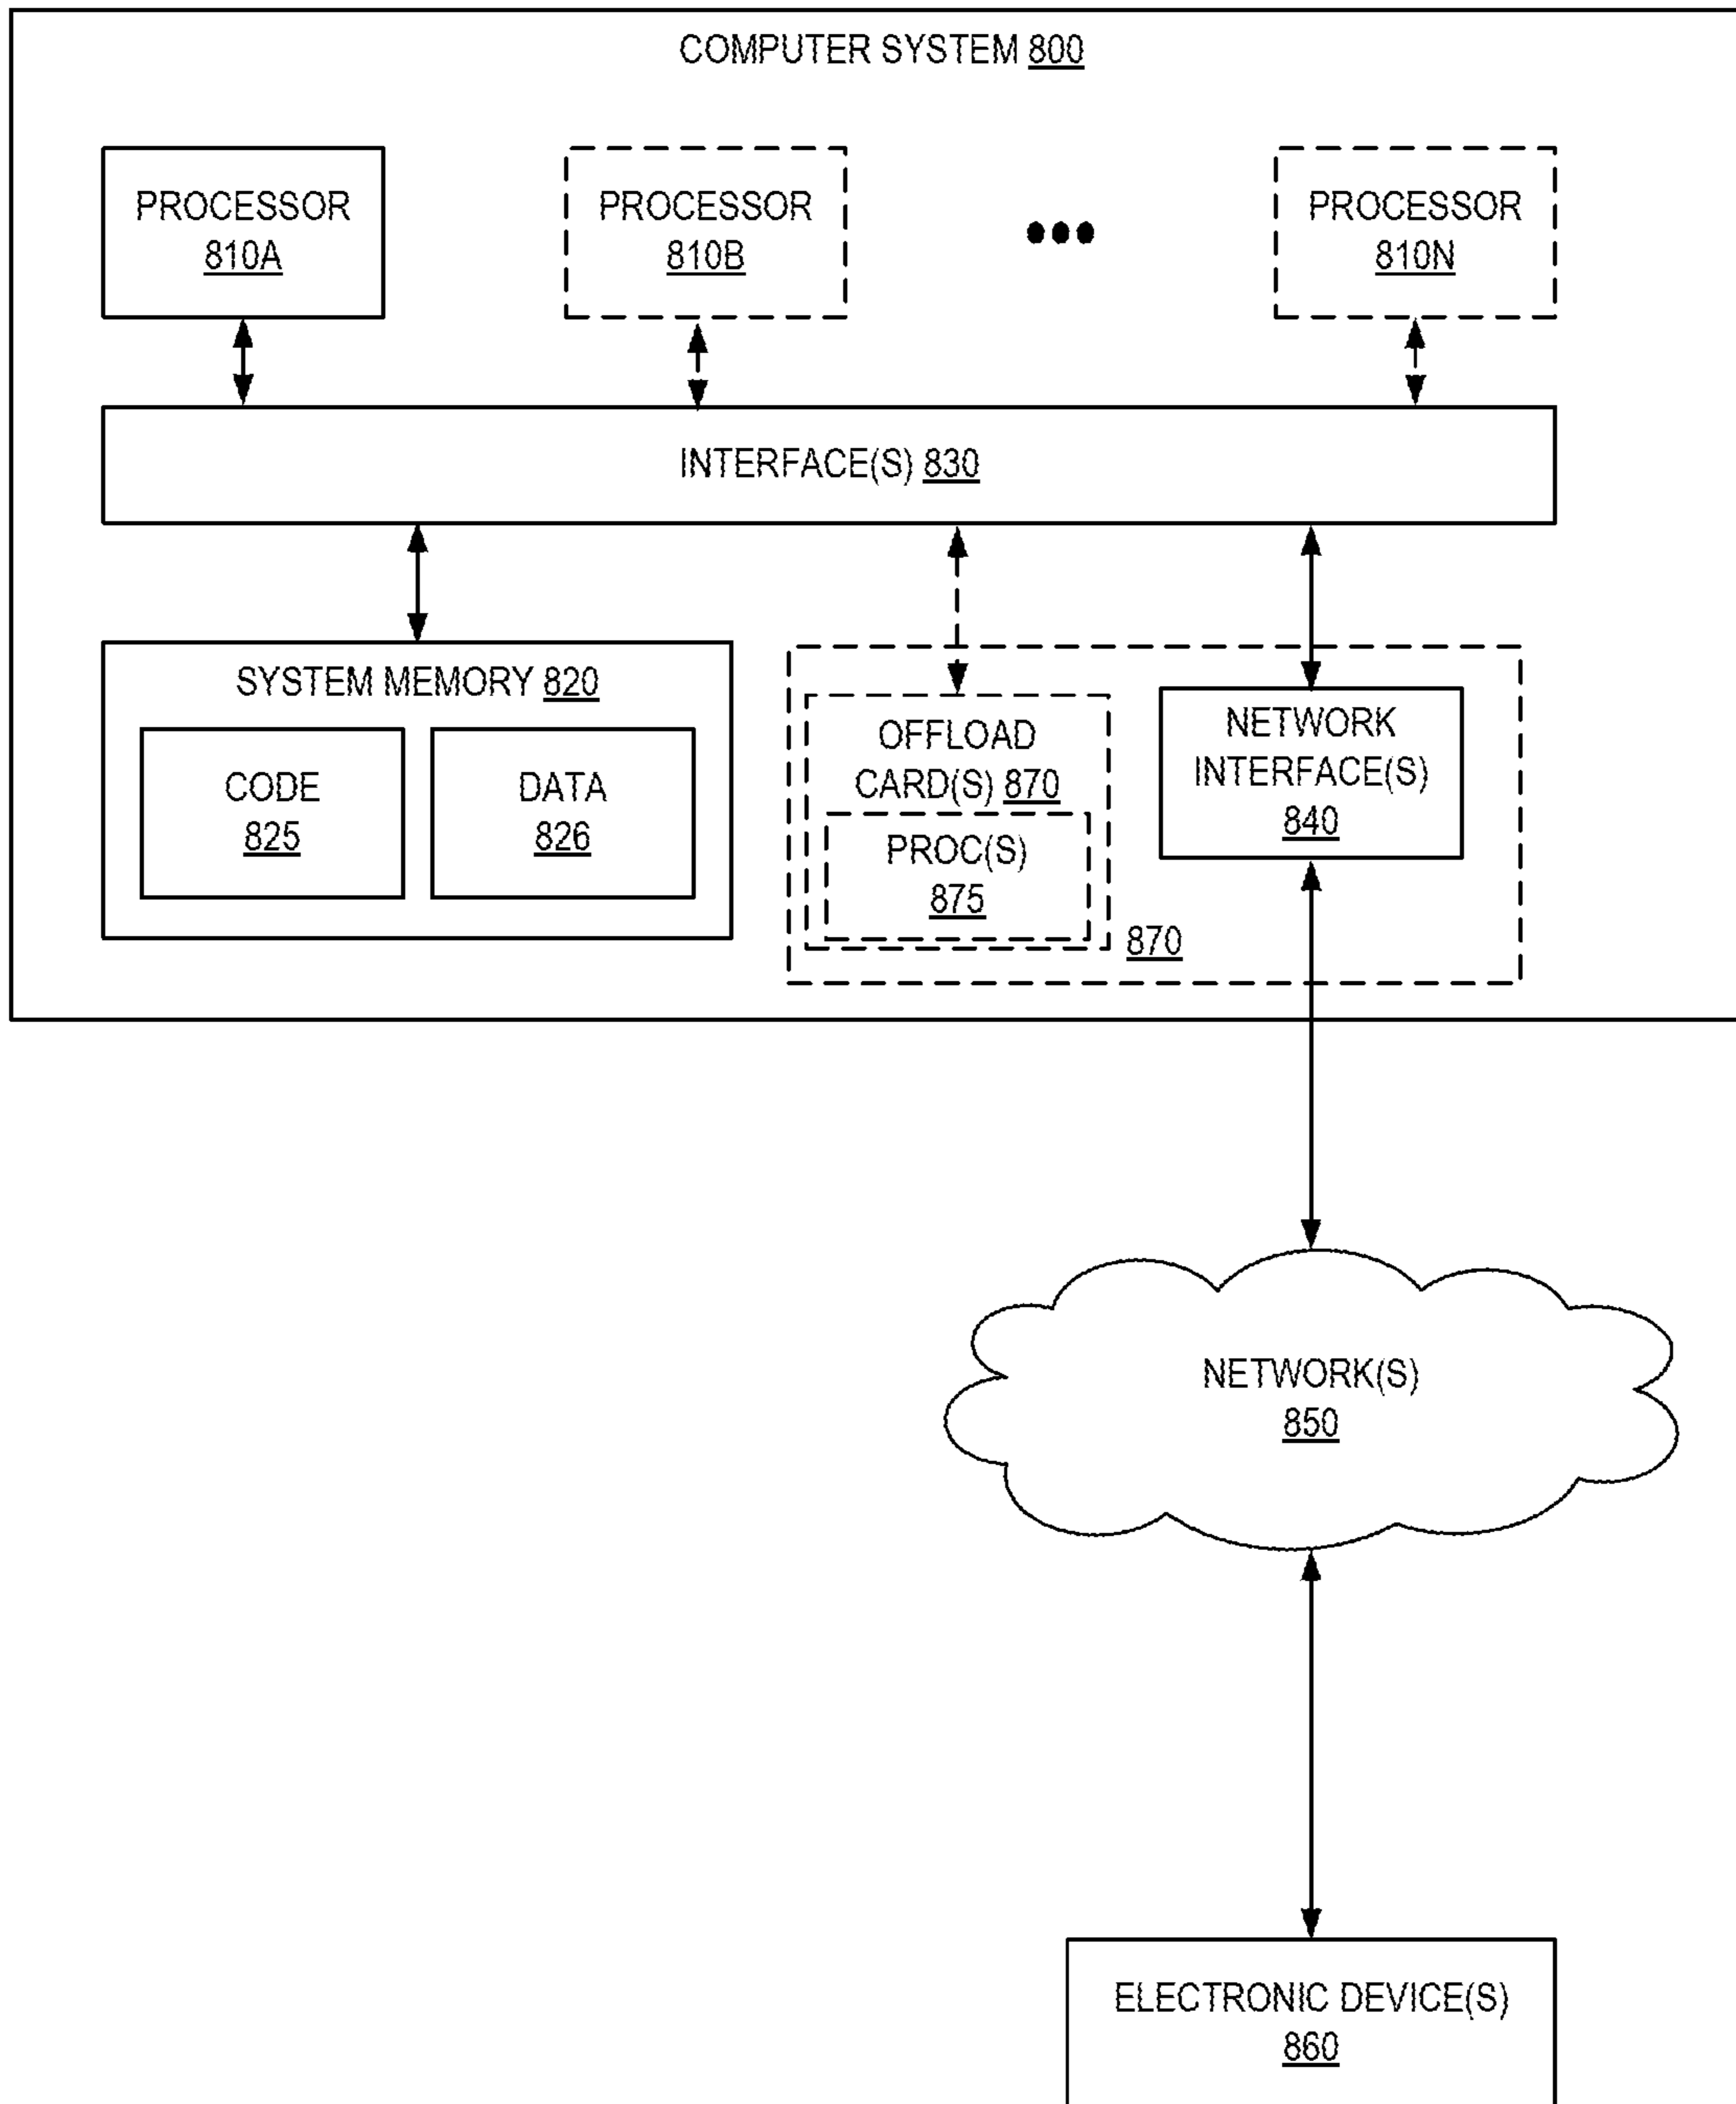 COMPUTER SYSTEM 800
PROCESSOR
810A
PROCESSOR
810B
PROCESSOR
810N
INTERFACE(S) 830
SYSTEM MEMORY 820
CODE
825
DATA
826
OFFLOAD
CARD(S) 870
PROC(S)
875
870
NETWORK
INTERFACE(S)
840
NETWORK(S)
850
ELECTRONIC DEVICE(S)
860